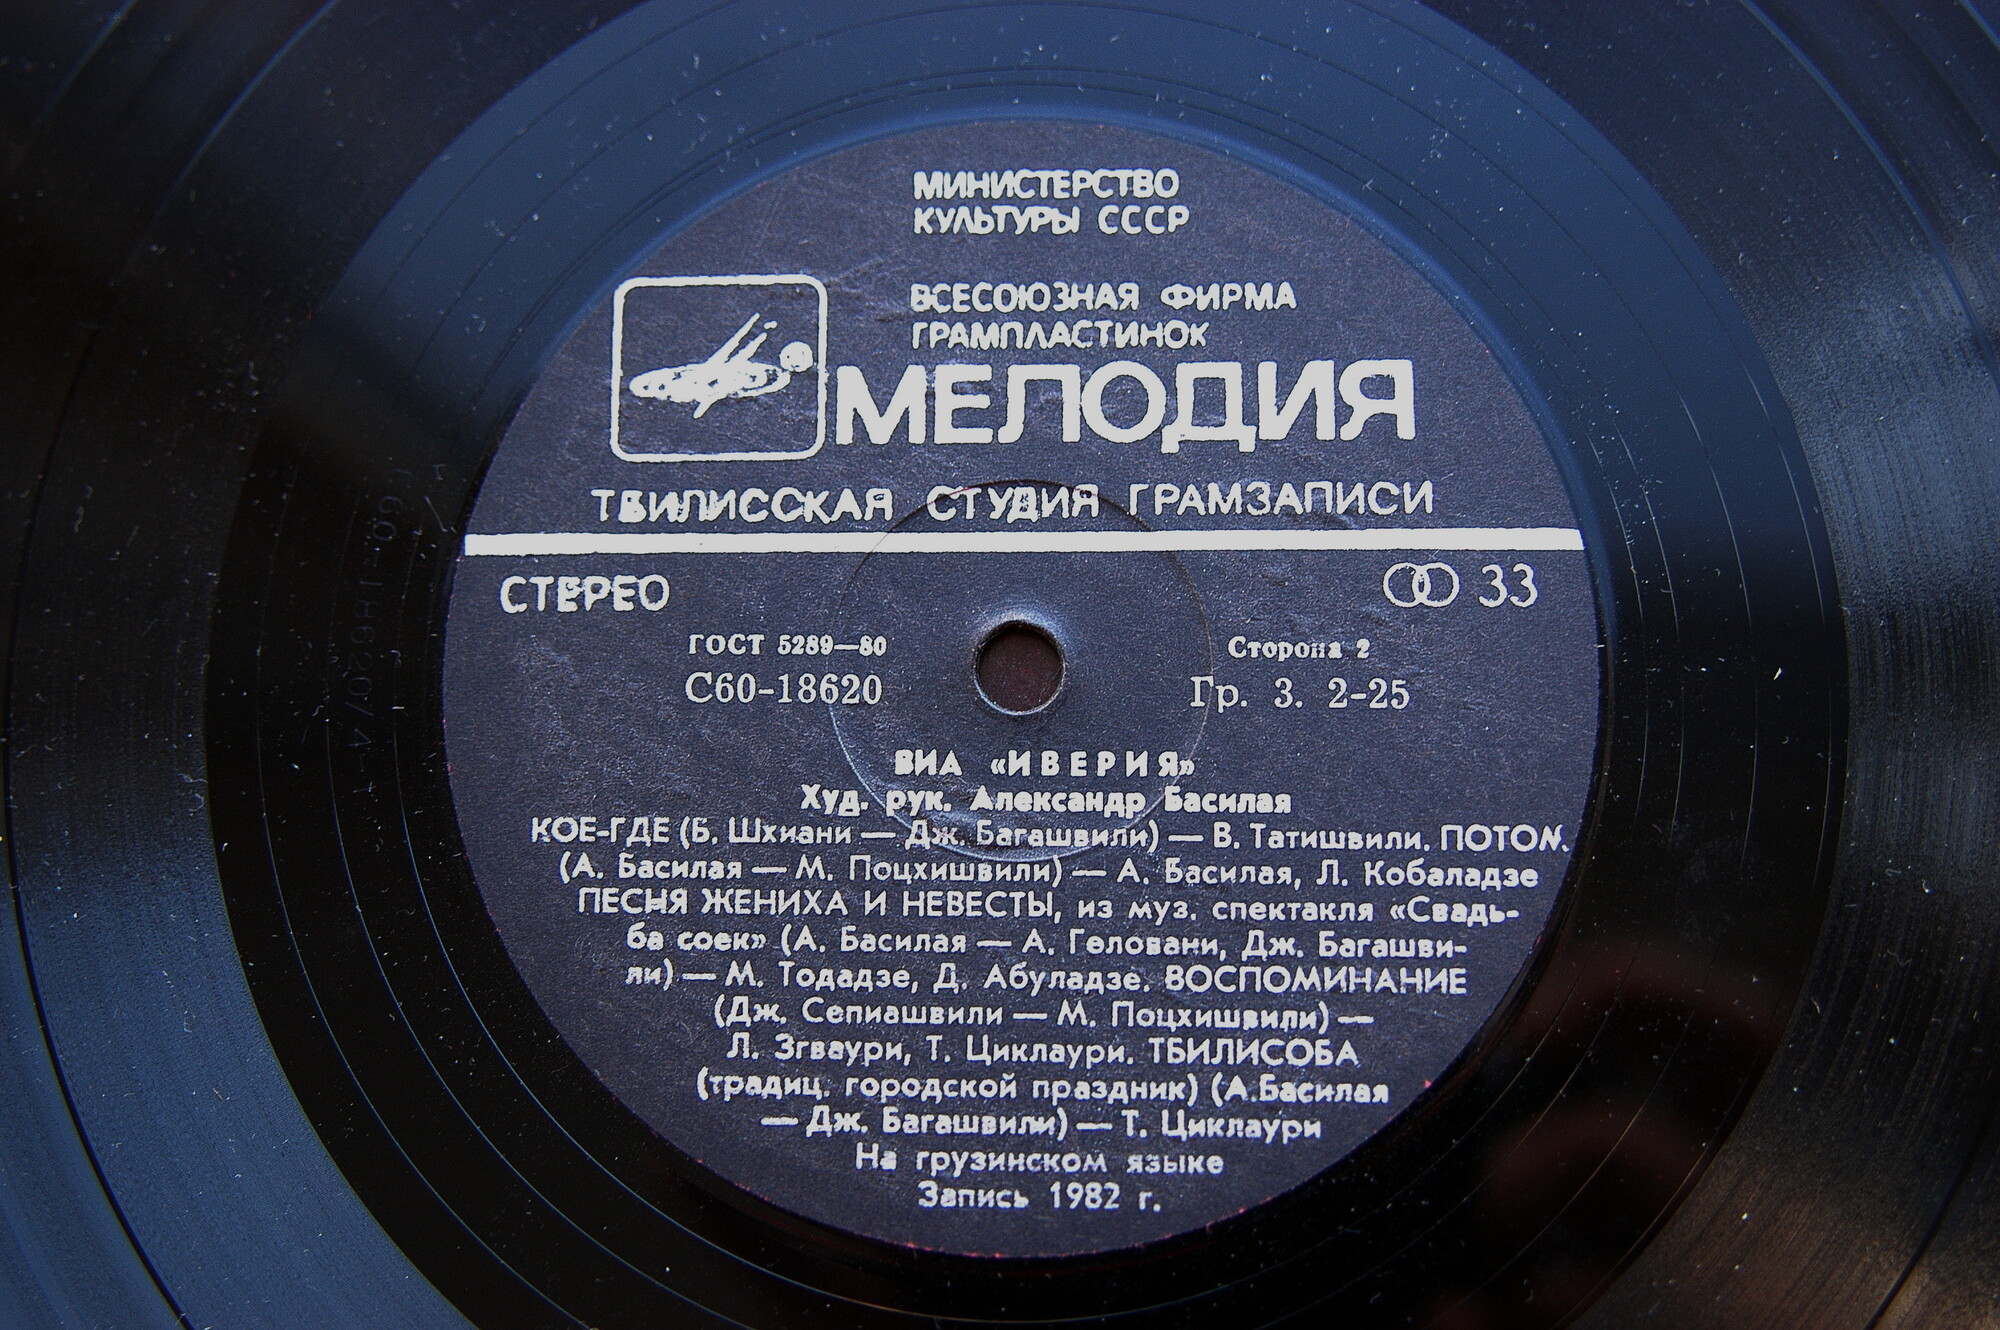 МИНИСТЕРСТВО
КУЛЬТУРЫ СССР
ВСЕСОЮЗНАЯ ФИРМА
ГРАМПЛАСТИНОК
МЕЛОДИЯ
ТБИЛИССКАЯ СТУДИЯ ГРАМЗАПИСИ
СТЕРЕО 33
ГОСТ 5289—80 Сторона 2
С60-18620 Гр. 3. 2-25
ВИА «ИВЕРИЯ»
Худ. рук. Александр Басилая
КОЕ-ГДЕ (Б. Шхиани — Дж. Багашвили) — В. Татишвили. ПОТОМ.
(А. Басилая — М. Поцхишвили) — А. Басилая, Л. Кобаладзе
ПЕСНЯ ЖЕНИХА И НЕВЕСТЫ, из муз. спектакля «Свадь-
ба соек» (А. Басилая — А. Геловани, Дж. Багашви-
ли) — М. Тодадзе, Д. Абуладзе. ВОСПОМИНАНИЕ
(Дж. Сепиашвили — М. Поцхишвили) —
Л. Згваури, Т. Циклаури. ТБИЛИСОБА
(традиц. городской праздник) (А.Басилая
— Дж. Багашвили) — Т. Циклаури
На грузинском языке
Запись 1982 г.